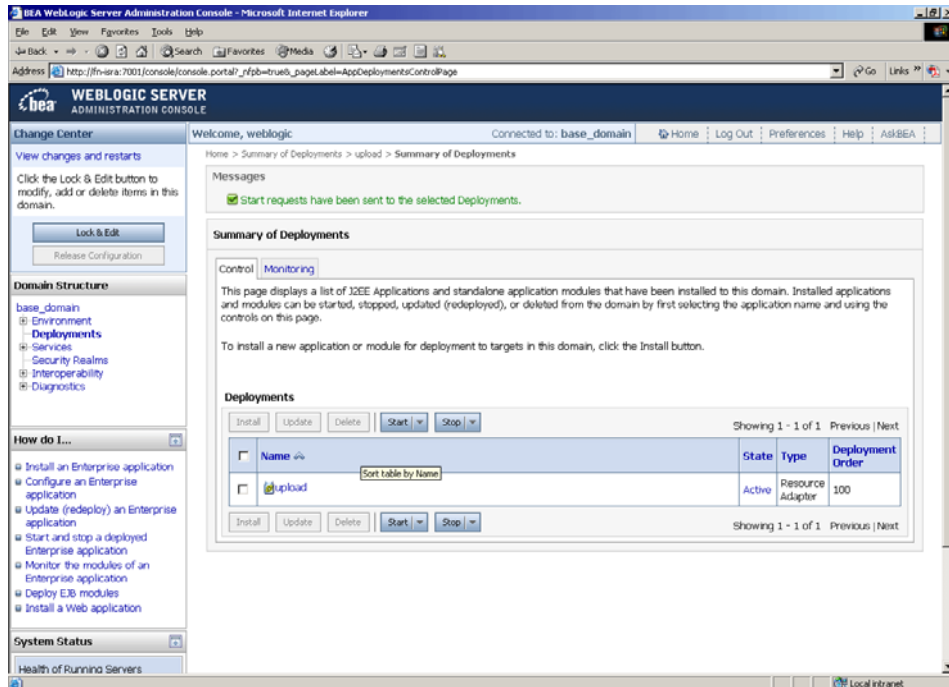 BEA WebLogic Server Administration Console - Microsoft Internet Explorer
File Edit View Favorites Tools Help
Back Search Favorites Media
Address http://fn-isra:7001/console/console.portal?_nfpb=true&_pageLabel=AppDeploymentsControlPage Go Links »
bea WEBLOGIC SERVER
ADMINISTRATION CONSOLE
Change Center
View changes and restarts
Click the Lock & Edit button to
modify, add or delete items in this
domain.
Lock & Edit
Release Configuration
Domain Structure
base_domain
Environment
Deployments
Services
Security Realms
Interoperability
Diagnostics
How do I...
Install an Enterprise application
Configure an Enterprise
application
Update (redeploy) an Enterprise
application
Start and stop a deployed
Enterprise application
Monitor the modules of an
Enterprise application
Deploy EJB modules
Install a Web application
System Status
Health of Running Servers
Welcome, weblogic Connected to: base_domain Home Log Out Preferences Help AskBEA
Home > Summary of Deployments > upload > Summary of Deployments
Messages
Start requests have been sent to the selected Deployments.
Summary of Deployments
Control Monitoring
This page displays a list of J2EE Applications and standalone application modules that have been installed to this domain. Installed applications
and modules can be started, stopped, updated (redeployed), or deleted from the domain by first selecting the application name and using the
controls on this page.
To install a new application or module for deployment to targets in this domain, click the Install button.
Deployments
Install Update Delete Start Stop Showing 1 - 1 of 1 Previous | Next
Name State Type Deployment
Order
Sort table by Name
upload Active Resource
Adapter 100
Install Update Delete Start Stop Showing 1 - 1 of 1 Previous | Next
Local intranet